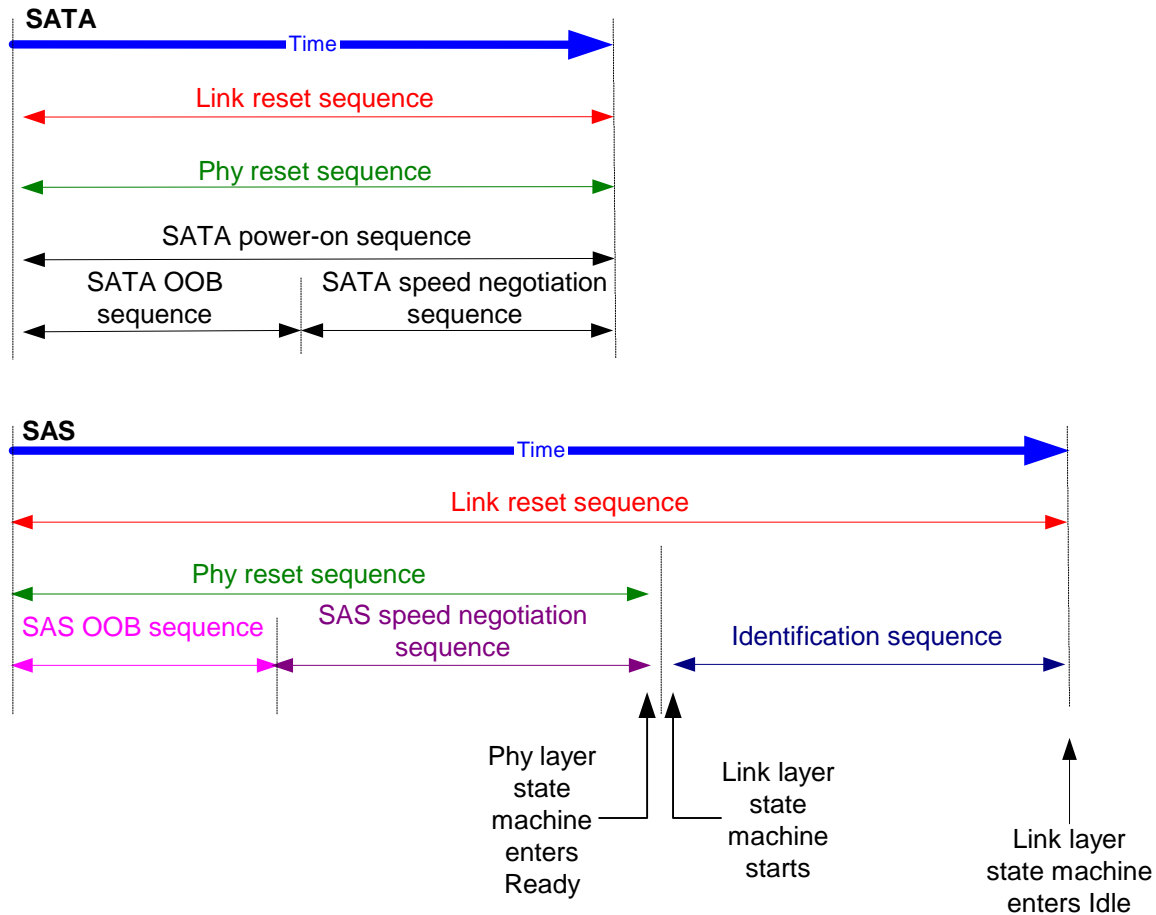 SATA
Time
Link reset sequence
Phy reset sequence
SATA power-on sequence
SATA OOB
sequence
SATA speed negotiation
sequence
SAS
Time
Link reset sequence
Phy reset sequence
SAS OOB sequence
SAS speed negotiation
sequence
Identification sequence
Phy layer
state
machine
enters
Ready
Link layer
state
machine
starts
Link layer
state machine
enters Idle